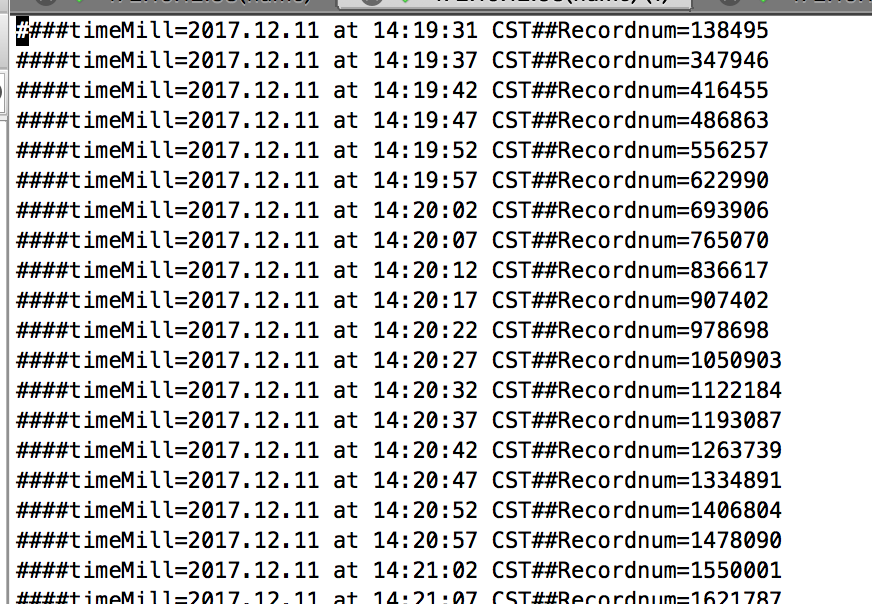 ####timeMill=2017.12.11 at 14:19:31 CST##Recordnum=138495
####timeMill=2017.12.11 at 14:19:37 CST##Recordnum=347946
####timeMill=2017.12.11 at 14:19:42 CST##Recordnum=416455
####timeMill=2017.12.11 at 14:19:47 CST##Recordnum=486863
####timeMill=2017.12.11 at 14:19:52 CST##Recordnum=556257
####timeMill=2017.12.11 at 14:19:57 CST##Recordnum=622990
####timeMill=2017.12.11 at 14:20:02 CST##Recordnum=693906
####timeMill=2017.12.11 at 14:20:07 CST##Recordnum=765070
####timeMill=2017.12.11 at 14:20:12 CST##Recordnum=836617
####timeMill=2017.12.11 at 14:20:17 CST##Recordnum=907402
####timeMill=2017.12.11 at 14:20:22 CST##Recordnum=978698
####timeMill=2017.12.11 at 14:20:27 CST##Recordnum=1050903
####timeMill=2017.12.11 at 14:20:32 CST##Recordnum=1122184
####timeMill=2017.12.11 at 14:20:37 CST##Recordnum=1193087
####timeMill=2017.12.11 at 14:20:42 CST##Recordnum=1263739
####timeMill=2017.12.11 at 14:20:47 CST##Recordnum=1334891
####timeMill=2017.12.11 at 14:20:52 CST##Recordnum=1406804
####timeMill=2017.12.11 at 14:20:57 CST##Recordnum=1478090
####timeMill=2017.12.11 at 14:21:02 CST##Recordnum=1550001
####timeMill=2017.12.11 at 14:21:07 CST##Recordnum=1621787